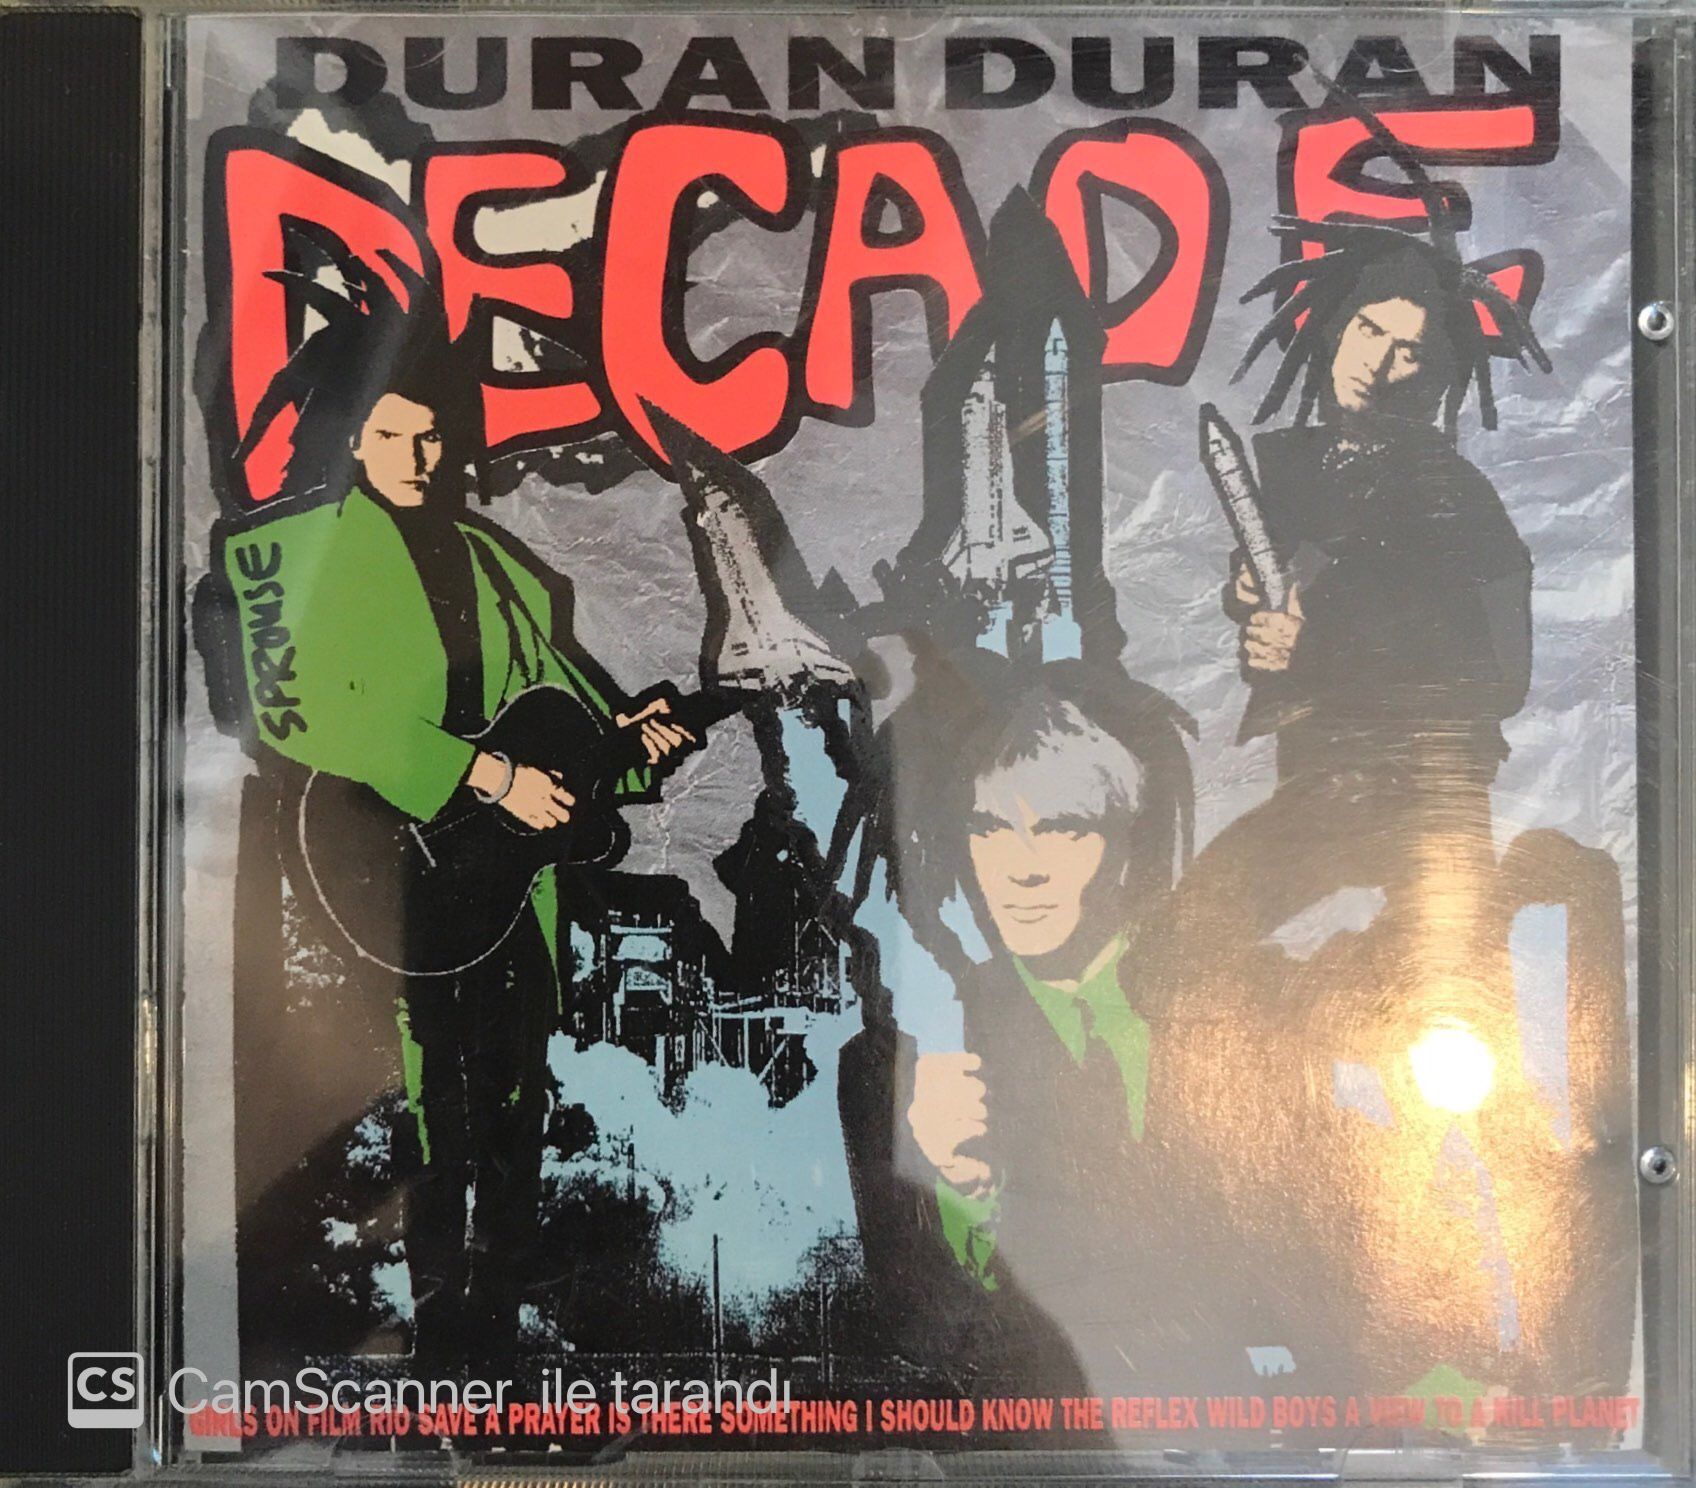 DURAN DURAN
DECADE
SPROUSE
CS CamScanner ile tarandı
GIRLS ON FILM RIO SAVE A PRAYER IS THERE SOMETHING I SHOULD KNOW THE REFLEX WILD BOYS A VIEW TO A KILL PLANET